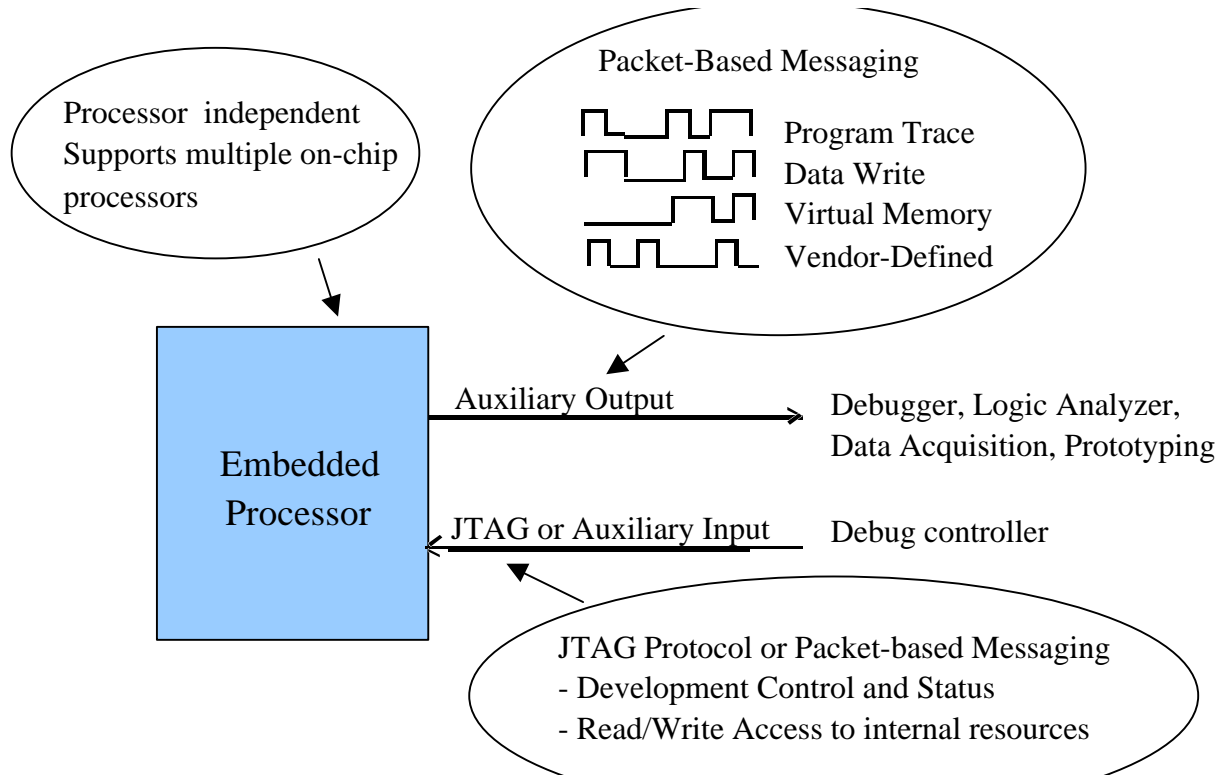 Processor independent
Supports multiple on-chip
processors
Packet-Based Messaging
Program Trace
Data Write
Virtual Memory
Vendor-Defined
Embedded
Processor
Auxiliary Output
Debugger, Logic Analyzer,
Data Acquisition, Prototyping
JTAG or Auxiliary Input
Debug controller
JTAG Protocol or Packet-based Messaging
- Development Control and Status
- Read/Write Access to internal resources